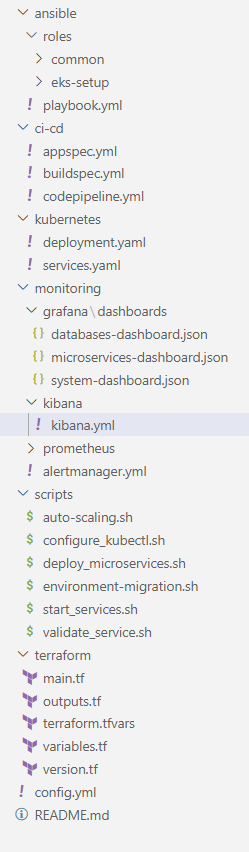 ansible
roles
common
eks-setup
playbook.yml
ci-cd
appspec.yml
buildspec.yml
codepipeline.yml
kubernetes
deployment.yaml
services.yaml
monitoring
grafana\dashboards
databases-dashboard.json
microservices-dashboard.json
system-dashboard.json
kibana
kibana.yml
prometheus
alertmanager.yml
scripts
auto-scaling.sh
configure_kubectl.sh
deploy_microservices.sh
environment-migration.sh
start_services.sh
validate_service.sh
terraform
main.tf
outputs.tf
terraform.tfvars
variables.tf
version.tf
config.yml
README.md